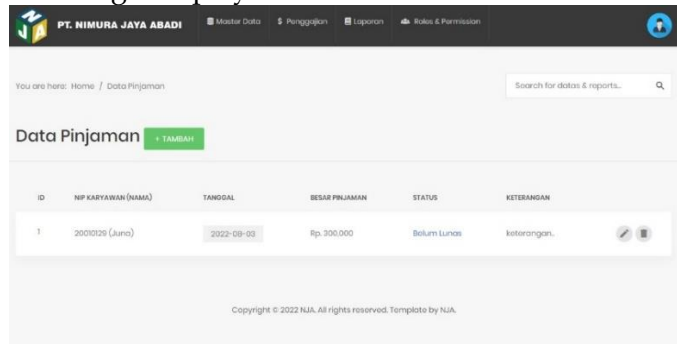 NJA
PT. NIMURA JAYA ABADI
Master Data
$ Penggajian
Laporan
Roles & Permission
You are here: Home / Data Pinjaman
Search for datas & reports..
Data Pinjaman
+ TAMBAH
ID NIP KARYAWAN (NAMA) TANGGAL BESAR PINJAMAN STATUS KETERANGAN
1 20010129 (Juna) 2022-08-03 Rp. 300.000 Belum Lunas keterangan..
Copyright © 2022 NJA. All rights reserved. Template by NJA.